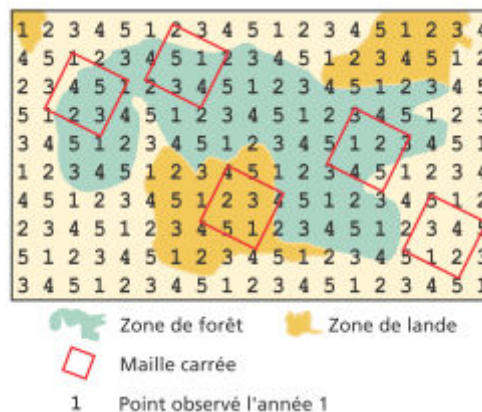 1 2 3 4 5 1 2 3 4 5 1 2 3 4 5 1 2 3 4
4 5 1 2 3 4 5 1 2 3 4 5 1 2 3 4 5 1 2
2 3 4 5 1 2 3 4 5 1 2 3 4 5 1 2 3 4 5
5 1 2 3 4 5 1 2 3 4 5 1 2 3 4 5 1 2 3
3 4 5 1 2 3 4 5 1 2 3 4 5 1 2 3 4 5 1
1 2 3 4 5 1 2 3 4 5 1 2 3 4 5 1 2 3 4
4 5 1 2 3 4 5 1 2 3 4 5 1 2 3 4 5 1 2
2 3 4 5 1 2 3 4 5 1 2 3 4 5 1 2 3 4 5
5 1 2 3 4 5 1 2 3 4 5 1 2 3 4 5 1 2 3
3 4 5 1 2 3 4 5 1 2 3 4 5 1 2 3 4 5 1
Zone de forêt Zone de lande
Maille carrée
1 Point observé l'année 1